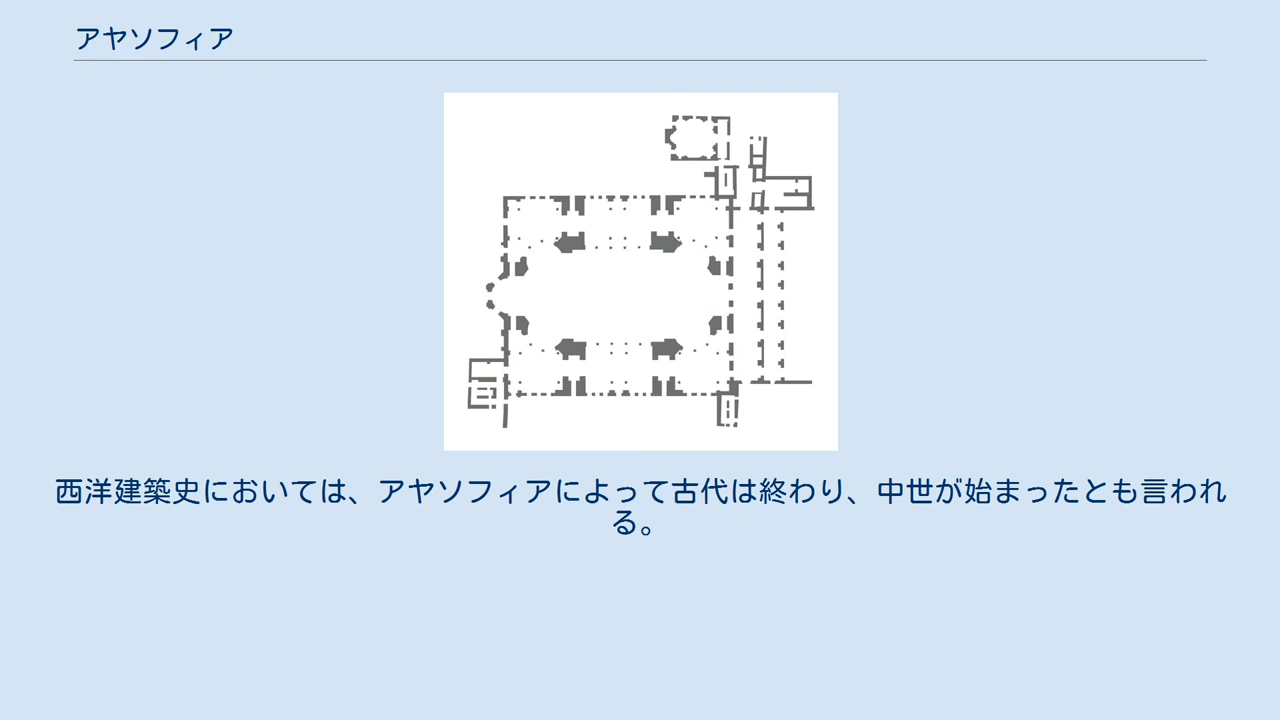 アヤソフィア
西洋建築史においては、アヤソフィアによって古代は終わり、中世が始まったとも言われ
る。